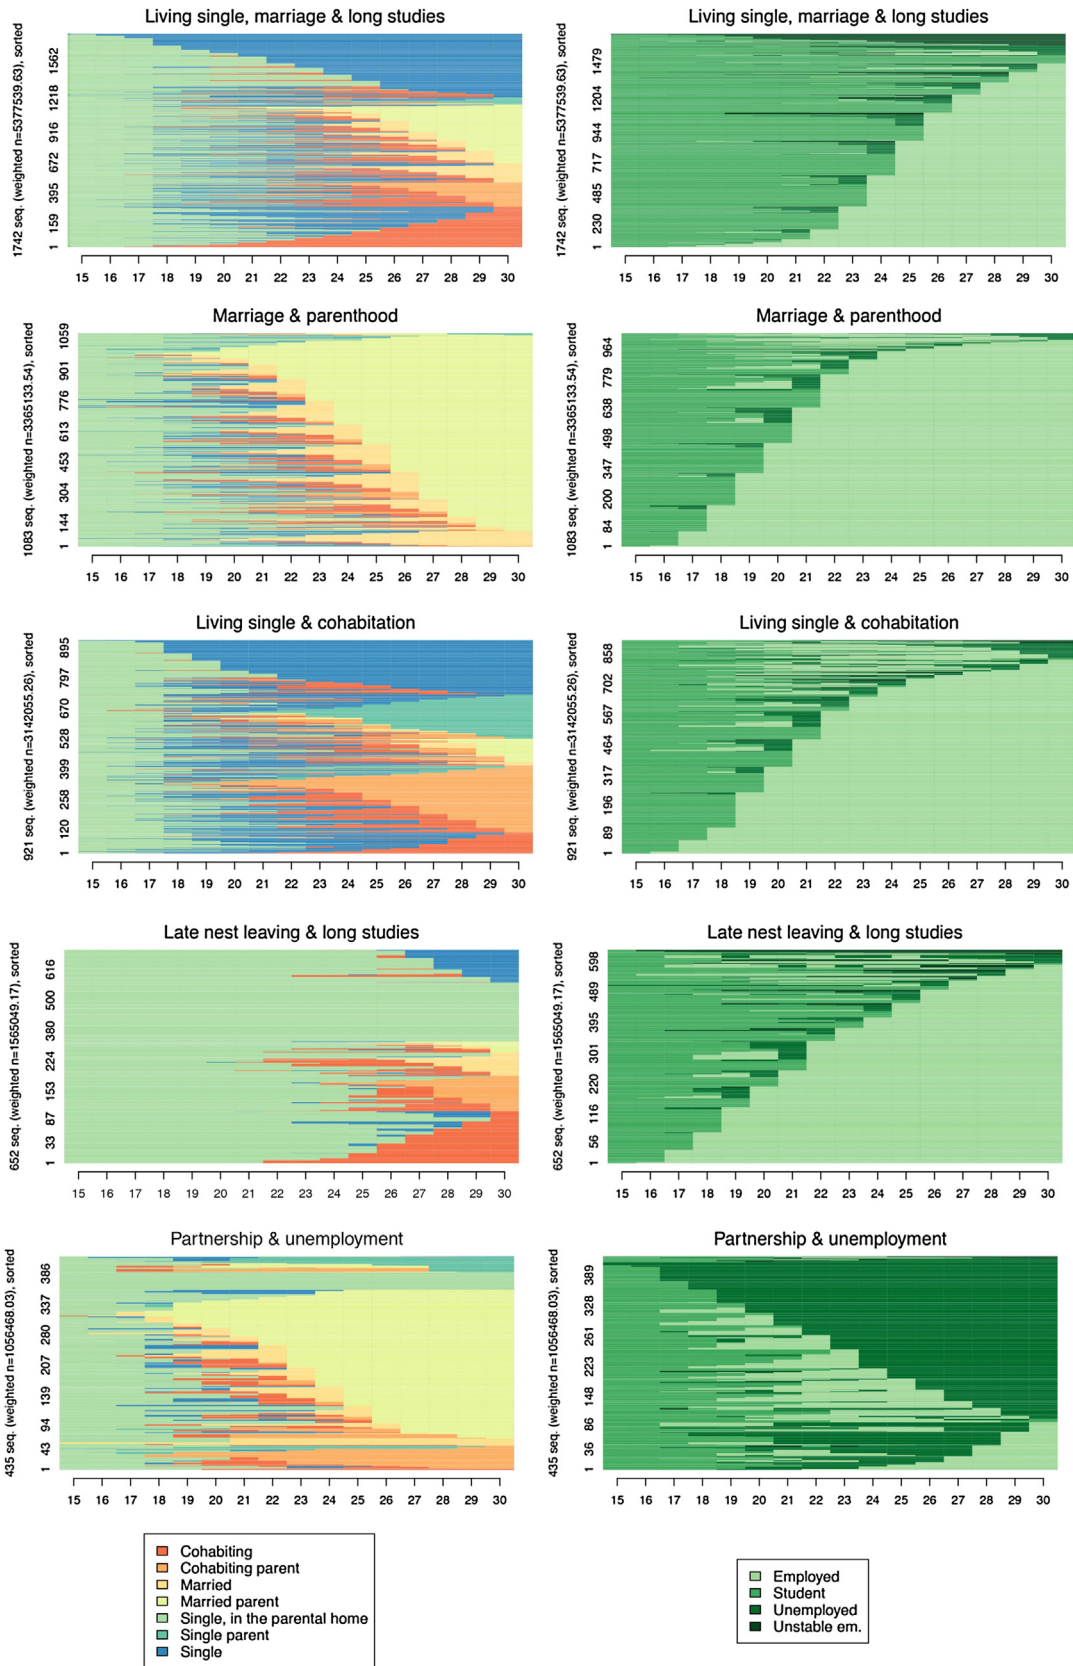 Living single, marriage & long studies
1742 seq. (weighted n=5377539.63), sorted
1 159 395 672 916 1218 1562
15 16 17 18 19 20 21 22 23 24 25 26 27 28 29 30
Living single, marriage & long studies
1742 seq. (weighted n=5377539.63), sorted
1 230 485 717 944 1204 1479
15 16 17 18 19 20 21 22 23 24 25 26 27 28 29 30
Marriage & parenthood
1083 seq. (weighted n=3365133.54), sorted
1 144 304 453 613 776 901 1059
15 16 17 18 19 20 21 22 23 24 25 26 27 28 29 30
Marriage & parenthood
1083 seq. (weighted n=3365133.54), sorted
1 84 200 347 498 638 779 964
15 16 17 18 19 20 21 22 23 24 25 26 27 28 29 30
Living single & cohabitation
921 seq. (weighted n=3142055.26), sorted
1 120 258 399 528 670 797 895
15 16 17 18 19 20 21 22 23 24 25 26 27 28 29 30
Living single & cohabitation
921 seq. (weighted n=3142055.26), sorted
1 89 196 317 464 567 702 858
15 16 17 18 19 20 21 22 23 24 25 26 27 28 29 30
Late nest leaving & long studies
652 seq. (weighted n=1565049.17), sorted
1 33 87 153 224 380 500 616
15 16 17 18 19 20 21 22 23 24 25 26 27 28 29 30
Late nest leaving & long studies
652 seq. (weighted n=1565049.17), sorted
1 56 116 220 301 395 489 598
15 16 17 18 19 20 21 22 23 24 25 26 27 28 29 30
Partnership & unemployment
435 seq. (weighted n=1056468.03), sorted
1 43 94 139 207 280 337 386
15 16 17 18 19 20 21 22 23 24 25 26 27 28 29 30
Partnership & unemployment
435 seq. (weighted n=1056468.03), sorted
1 36 86 148 223 261 328 389
15 16 17 18 19 20 21 22 23 24 25 26 27 28 29 30
Cohabiting
Cohabiting parent
Married
Married parent
Single, in the parental home
Single parent
Single
Employed
Student
Unemployed
Unstable em.